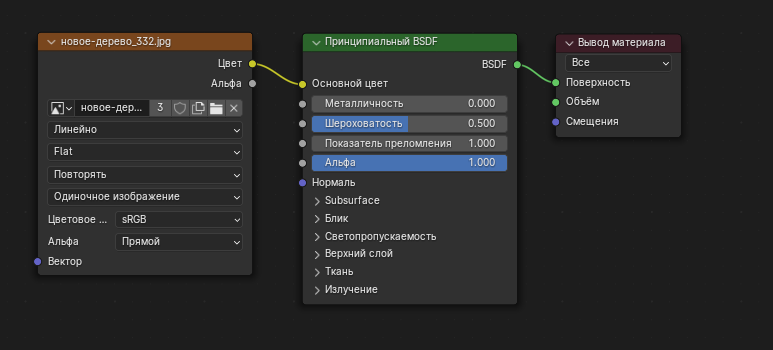 новое-дерево_332.jpg
Цвет
Альфа
новое-дер...
3
Линейно
Flat
Повторять
Одиночное изображение
Цветовое ...
sRGB
Альфа
Прямой
Вектор
Принципиальный BSDF
BSDF
Основной цвет
Металличность 0.000
Шероховатость 0.500
Показатель преломления 1.000
Альфа 1.000
Нормаль
Subsurface
Блик
Светопропускаемость
Верхний слой
Ткань
Излучение
Вывод материала
Все
Поверхность
Объём
Смещения